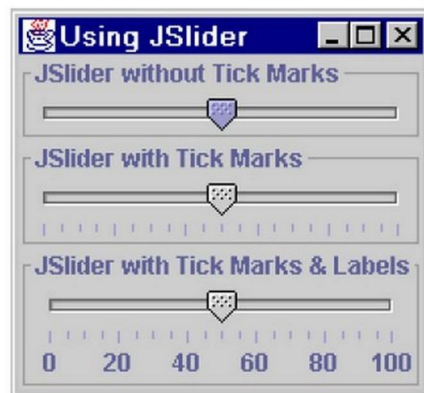 Using JSlider
JSlider without Tick Marks
JSlider with Tick Marks
JSlider with Tick Marks & Labels
0 20 40 60 80 100